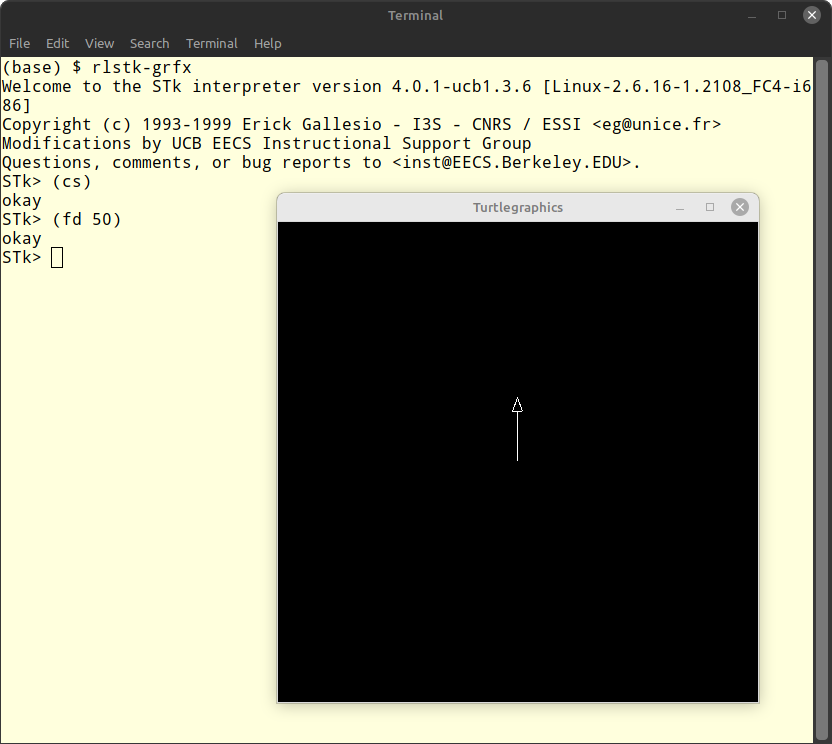 Terminal
File Edit View Search Terminal Help
(base) $ rlstk-grfx
Welcome to the STk interpreter version 4.0.1-ucb1.3.6 [Linux-2.6.16-1.2108_FC4-i6
86]
Copyright (c) 1993-1999 Erick Gallesio - I3S - CNRS / ESSI <eg@unice.fr>
Modifications by UCB EECS Instructional Support Group
Questions, comments, or bug reports to <inst@EECS.Berkeley.EDU>.
STk> (cs)
okay
STk> (fd 50)
okay
STk>
Turtlegraphics